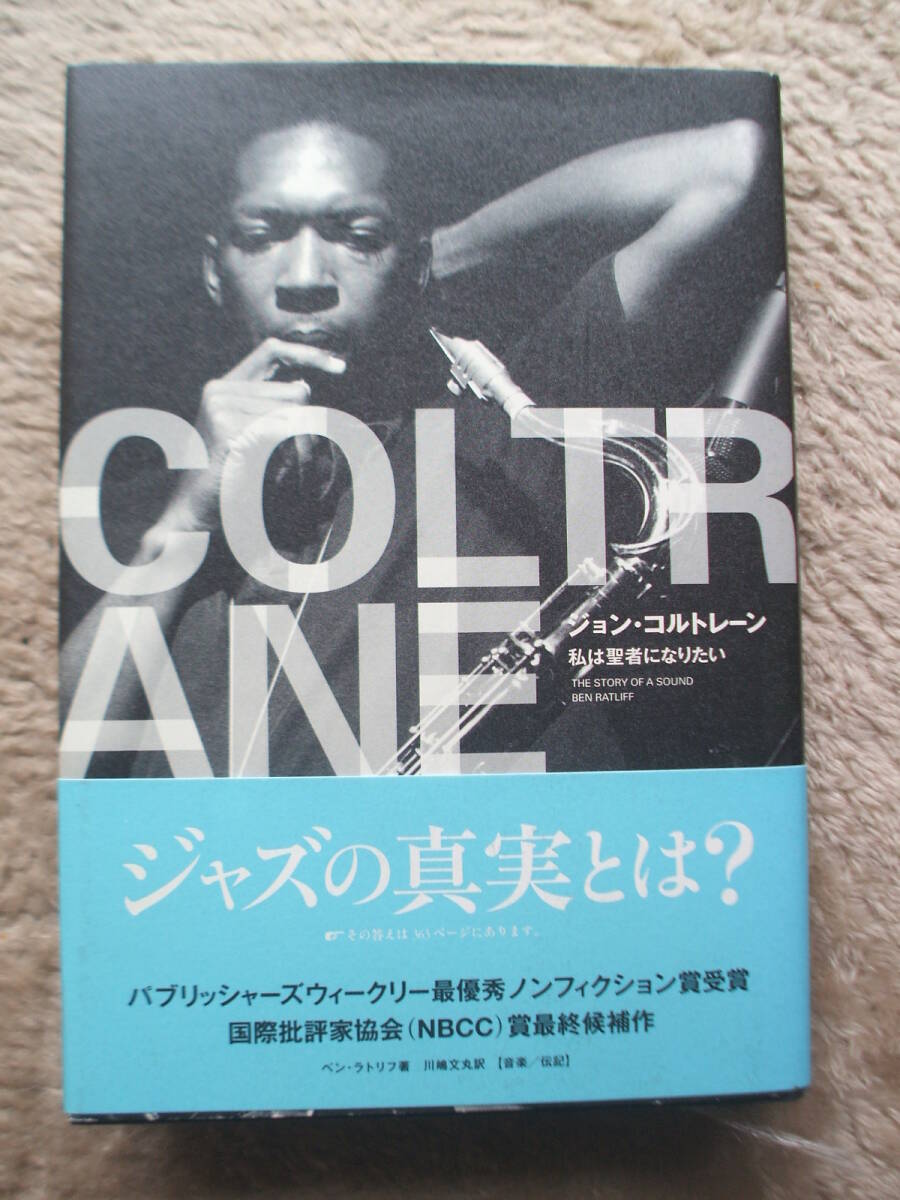 COLTR
ANE
ジョン・コルトレーン
私は聖者になりたい
THE STORY OF A SOUND
BEN RATLIFF
ジャズの真実とは?
☞その答えは 363ページにあります。
パブリッシャーズウィークリー最優秀ノンフィクション賞受賞
国際批評家協会(NBCC)賞最終候補作
ベン・ラトリフ著 川嶋文丸訳 【音楽/伝記】